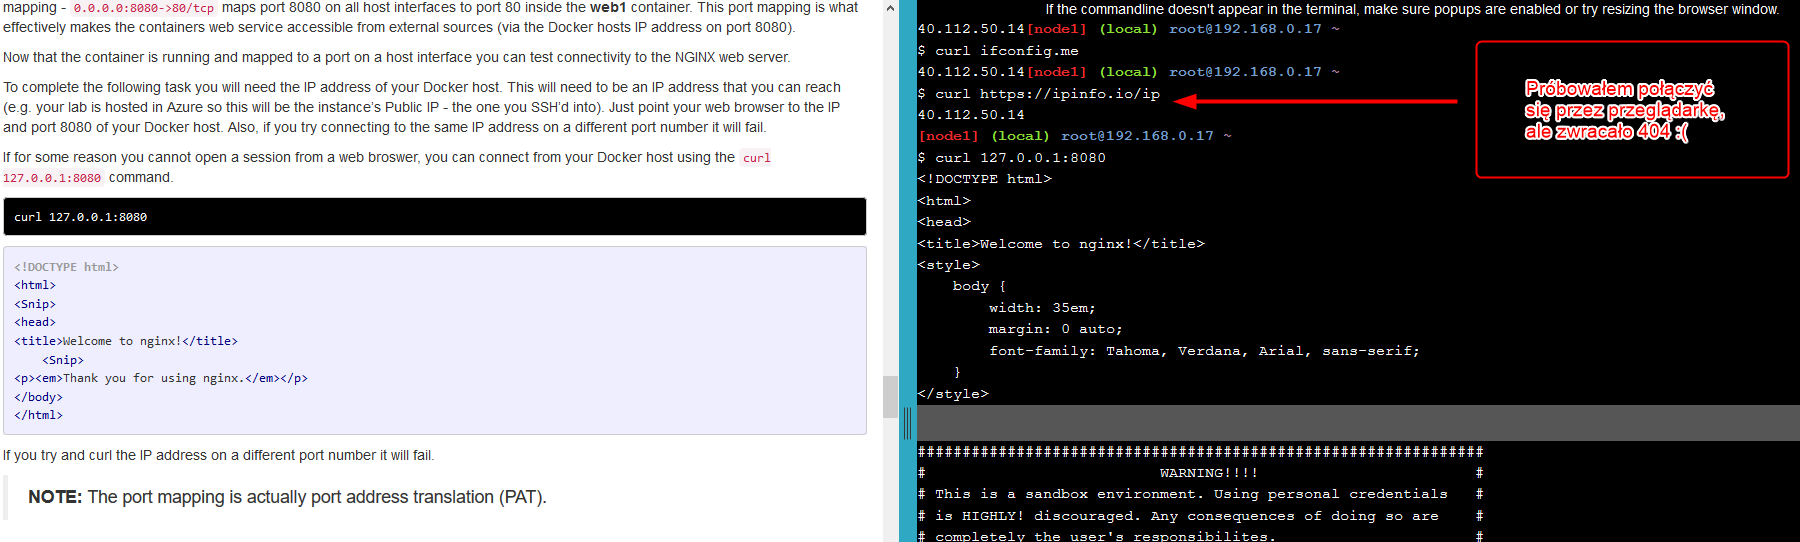 mapping - 0.0.0.0:8080->80/tcp maps port 8080 on all host interfaces to port 80 inside the web1 container. This port mapping is what
effectively makes the containers web service accessible from external sources (via the Docker hosts IP address on port 8080).
Now that the container is running and mapped to a port on a host interface you can test connectivity to the NGINX web server.
To complete the following task you will need the IP address of your Docker host. This will need to be an IP address that you can reach
(e.g. your lab is hosted in Azure so this will be the instance's Public IP - the one you SSH'd into). Just point your web browser to the IP
and port 8080 of your Docker host. Also, if you try connecting to the same IP address on a different port number it will fail.
If for some reason you cannot open a session from a web broswer, you can connect from your Docker host using the curl
127.0.0.1:8080 command.
curl 127.0.0.1:8080
<!DOCTYPE html>
<html>
<Snip>
<head>
<title>Welcome to nginx!</title>
    <Snip>
<p><em>Thank you for using nginx.</em></p>
</body>
</html>
If you try and curl the IP address on a different port number it will fail.
NOTE: The port mapping is actually port address translation (PAT).
If the commandline doesn't appear in the terminal, make sure popups are enabled or try resizing the browser window.
40.112.50.14[node1] (local) root@192.168.0.17 ~
$ curl ifconfig.me
40.112.50.14[node1] (local) root@192.168.0.17 ~
$ curl https://ipinfo.io/ip
40.112.50.14
[node1] (local) root@192.168.0.17 ~
$ curl 127.0.0.1:8080
<!DOCTYPE html>
<html>
<head>
<title>Welcome to nginx!</title>
<style>
    body {
        width: 35em;
        margin: 0 auto;
        font-family: Tahoma, Verdana, Arial, sans-serif;
    }
</style>
###############################################################
#                          WARNING!!!!                        #
# This is a sandbox environment. Using personal credentials   #
# is HIGHLY! discouraged. Any consequences of doing so are    #
# completely the user's responsibilites.                      #
Próbowałem połączyć
się przez przeglądarkę,
ale zwracało 404 :(